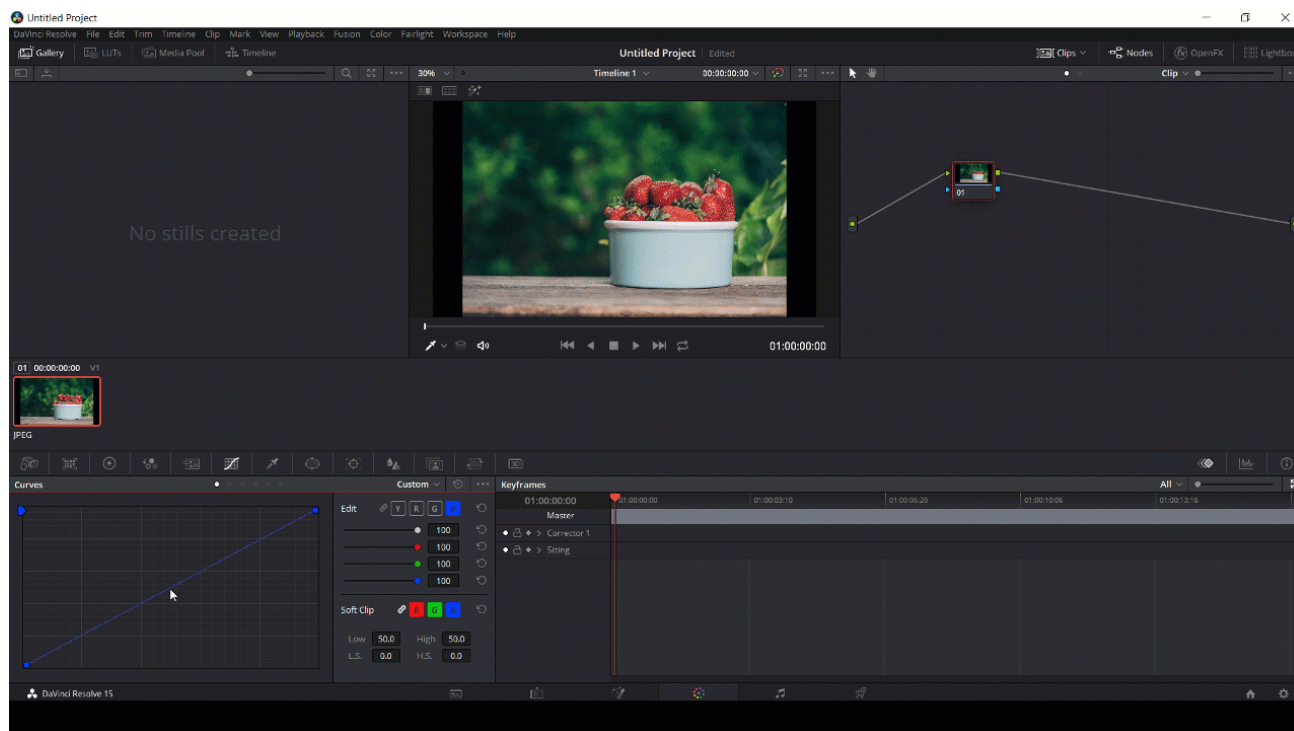 Untitled Project
DaVinci Resolve File Edit Trim Timeline Clip Mark View Playback Fusion Color Fairlight Workspace Help
Gallery LUTs Media Pool Timeline Untitled Project Edited Clips Nodes OpenFX Lightbo
30% Timeline 1 00:00:00:00 Clip
01
No stills created
01:00:00:00
01 00:00:00:00 V1
JPEG
Curves Custom Keyframes All
Edit Y R G B 01:00:00:00 01:00:00:00 01:00:03:10 01:00:06:20 01:00:10:06 01:00:13:16
Master
100 Corrector 1
100 Sizing
100
100
Soft Clip R G B
Low 50.0 High 50.0
L.S. 0.0 H.S. 0.0
DaVinci Resolve 15